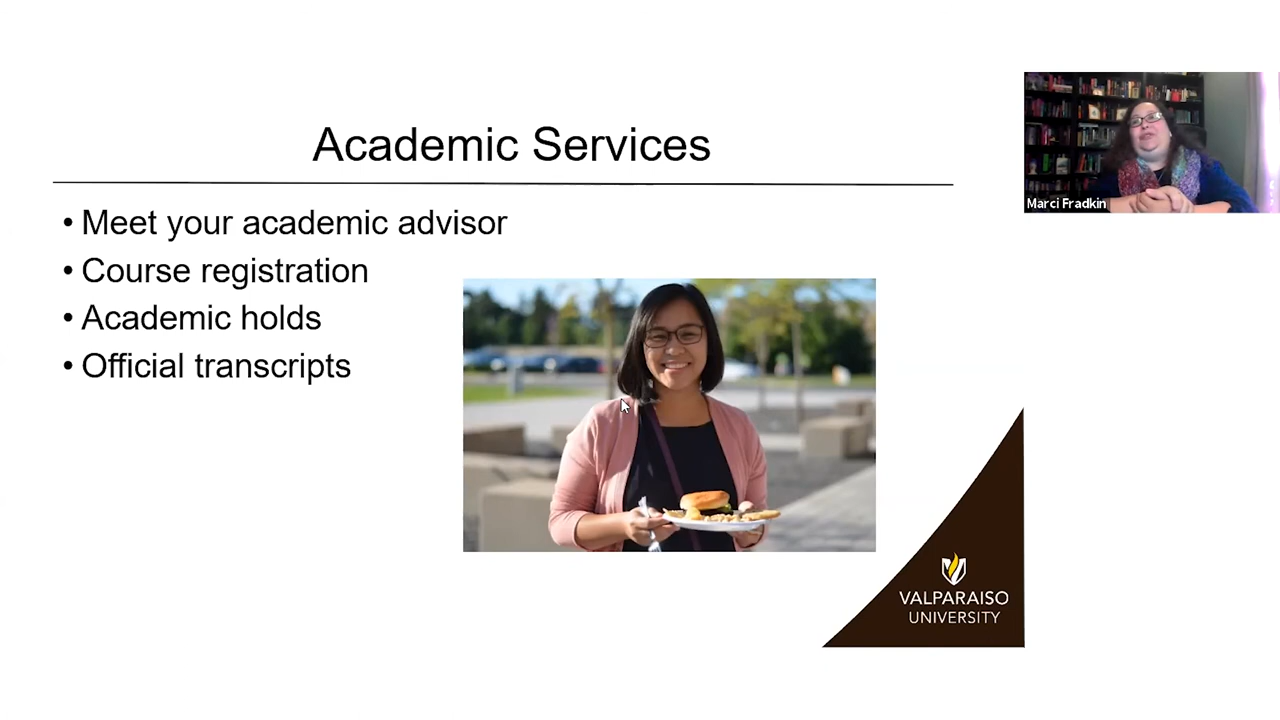 Academic Services
• Meet your academic advisor
• Course registration
• Academic holds
• Official transcripts
Marci Fradkin
VALPARAISO
UNIVERSITY